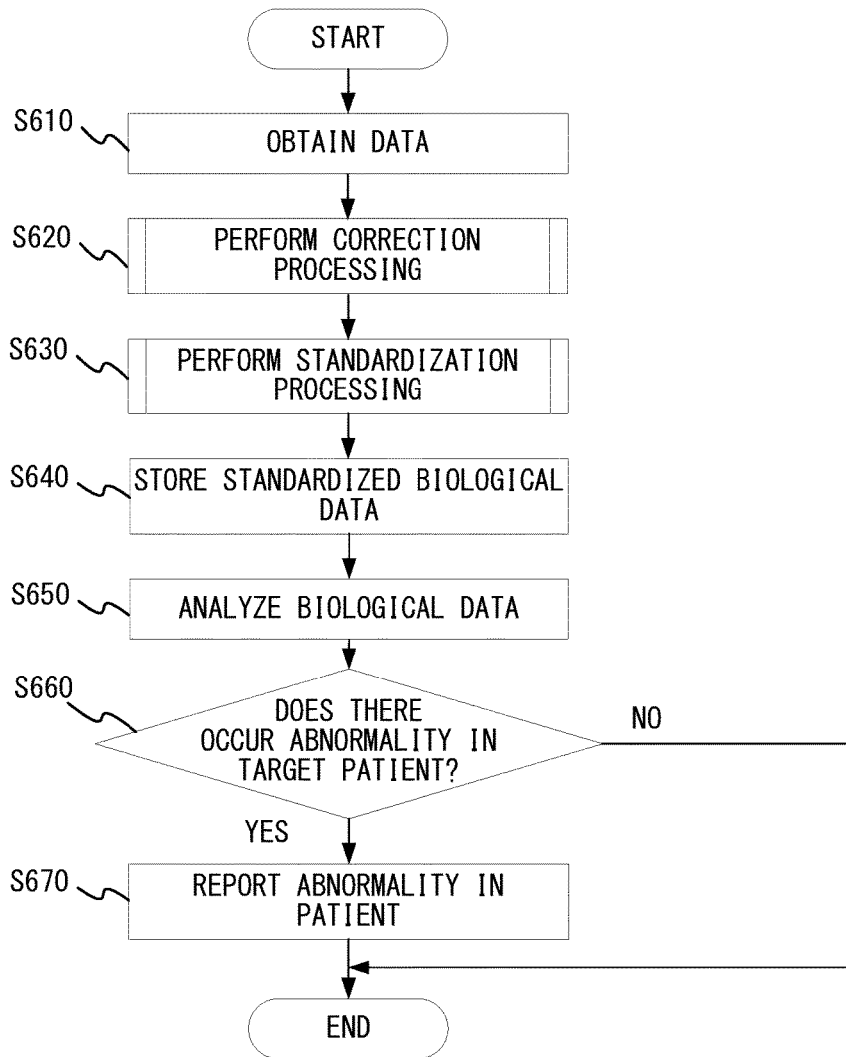 START
S610
OBTAIN DATA
S620
PERFORM CORRECTION
PROCESSING
S630
PERFORM STANDARDIZATION
PROCESSING
S640
STORE STANDARDIZED BIOLOGICAL
DATA
S650
ANALYZE BIOLOGICAL DATA
S660
DOES THERE
OCCUR ABNORMALITY IN
TARGET PATIENT?
NO
YES
S670
REPORT ABNORMALITY IN
PATIENT
END